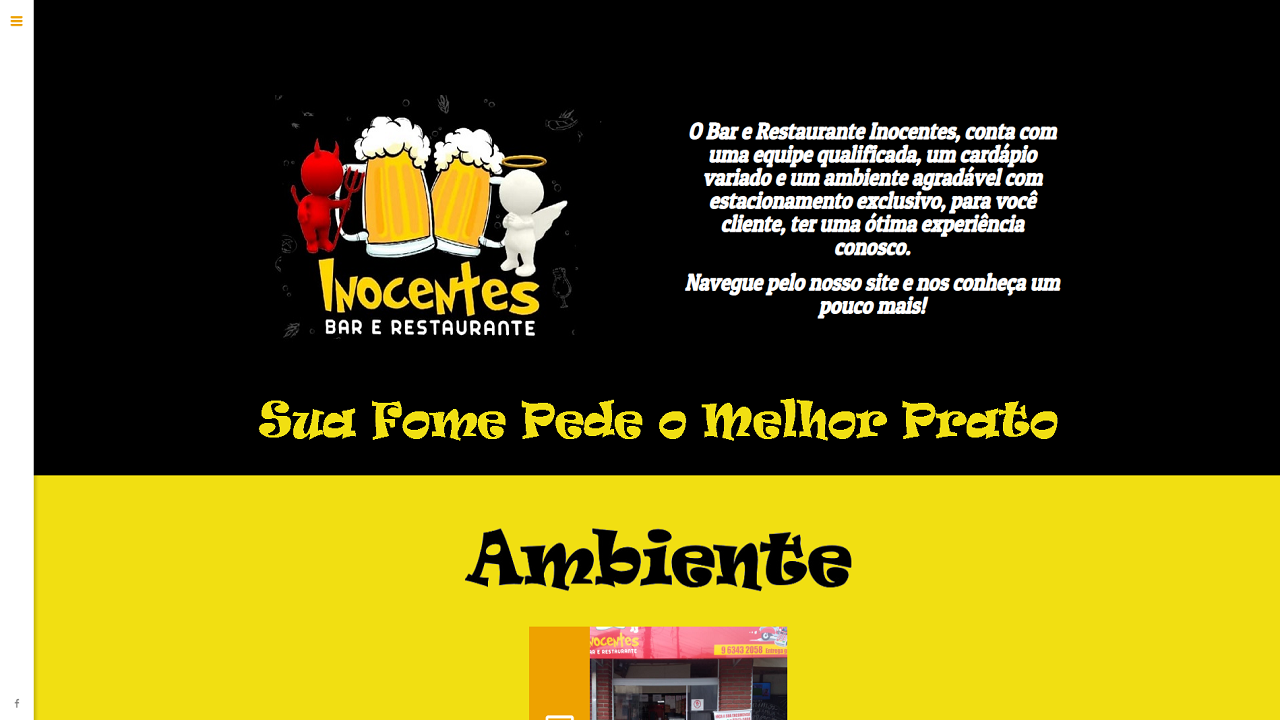 O Bar e Restaurante Inocentes, conta com
uma equipe qualificada, um cardápio
variado e um ambiente agradável com
estacionamento exclusivo, para você
cliente, ter uma ótima experiência
conosco.
Navegue pelo nosso site e nos conheça um
pouco mais!
INOCENTES
BAR E RESTAURANTE
Sua Fome Pede o Melhor Prato
Ambiente
NOCENTES
BAR E RESTAURANTE
9 6343 2058